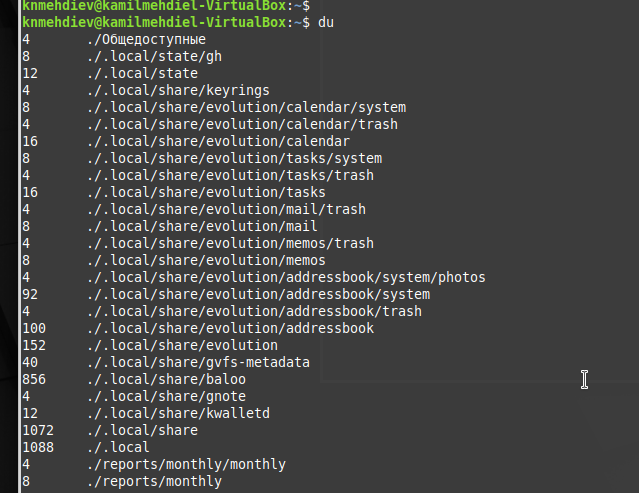 knmehdiev@kamilmehdiel-VirtualBox:~$
knmehdiev@kamilmehdiel-VirtualBox:~$ du
4       ./Общедоступные
8       ./.local/state/gh
12      ./.local/state
4       ./.local/share/keyrings
8       ./.local/share/evolution/calendar/system
4       ./.local/share/evolution/calendar/trash
16      ./.local/share/evolution/calendar
8       ./.local/share/evolution/tasks/system
4       ./.local/share/evolution/tasks/trash
16      ./.local/share/evolution/tasks
4       ./.local/share/evolution/mail/trash
8       ./.local/share/evolution/mail
4       ./.local/share/evolution/memos/trash
8       ./.local/share/evolution/memos
4       ./.local/share/evolution/addressbook/system/photos
92      ./.local/share/evolution/addressbook/system
4       ./.local/share/evolution/addressbook/trash
100     ./.local/share/evolution/addressbook
152     ./.local/share/evolution
40      ./.local/share/gvfs-metadata
856     ./.local/share/baloo
4       ./.local/share/gnote
12      ./.local/share/kwalletd
1072    ./.local/share
1088    ./.local
4       ./reports/monthly/monthly
8       ./reports/monthly